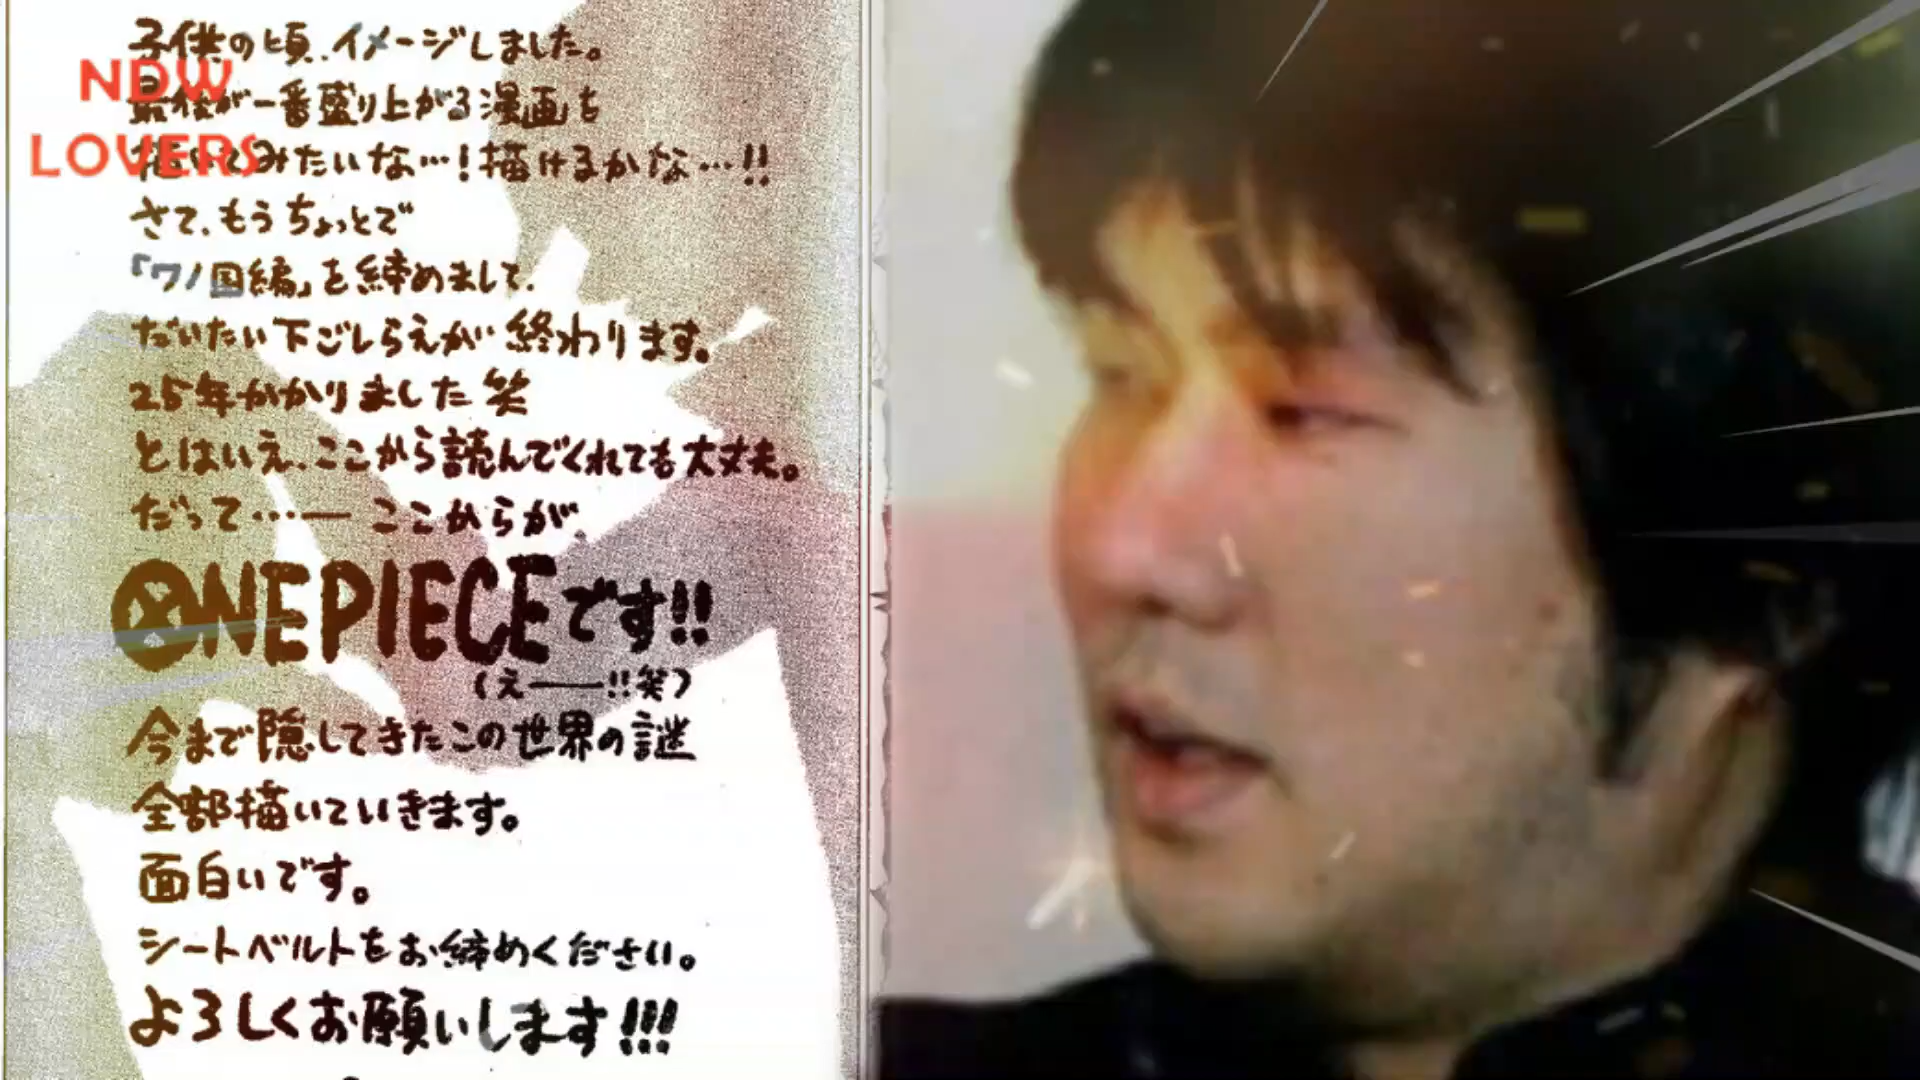 NDW
LOVERS
子供の頃、イメージしました。
最後が一番盛り上がる漫画を
描いてみたいな…!描けるかな…!!
さて、もうちょっとで
「ワノ国編」を締めまして、
だいたい下ごしらえが終わります。
25年かかりました 笑
とはいえ、ここから読んでくれても大丈夫。
だって…― ここからが、
ONE PIECEです!!
(え――!!笑)
今まで隠してきたこの世界の謎
全部描いていきます。
面白いです。
シートベルトをお締めください。
よろしくお願いします!!!